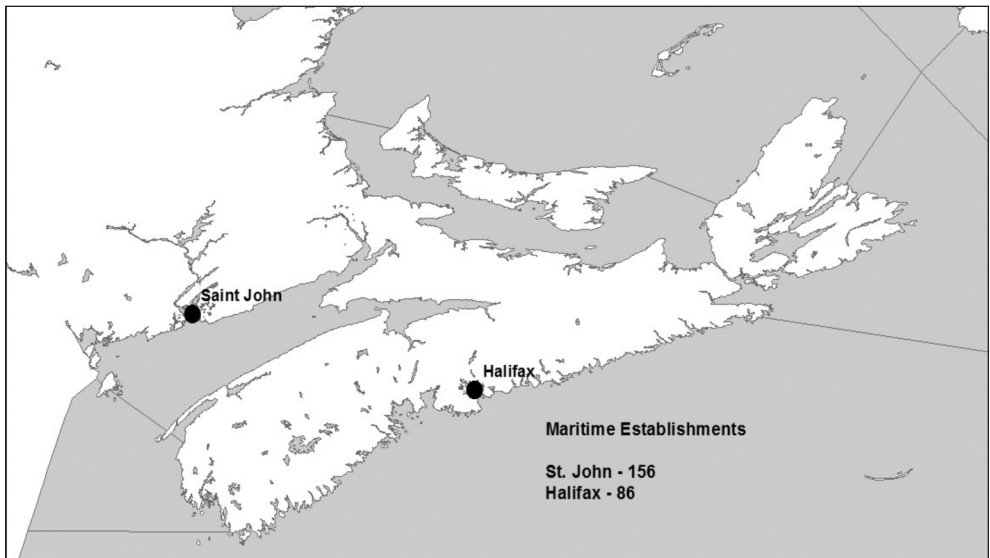 Saint John
Halifax
Maritime Establishments
St. John - 156
Halifax - 86